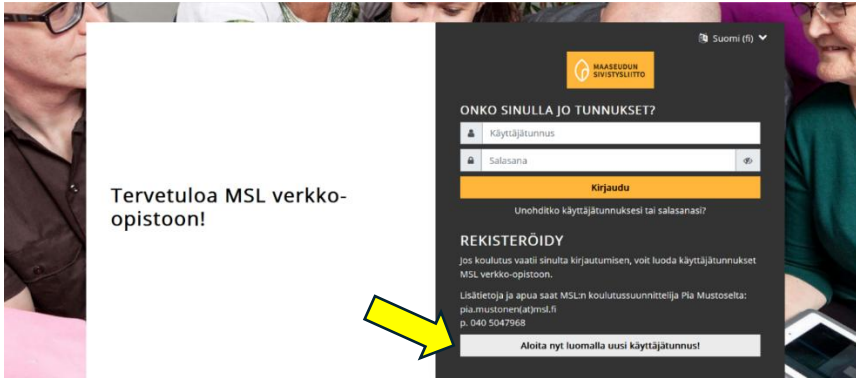 Suomi (fi)
MAASEUDUN
SIVISTYSLIITTO
ONKO SINULLA JO TUNNUKSET?
Käyttäjätunnus
Salasana
Kirjaudu
Unohditko käyttäjätunnuksesi tai salasanasi?
Tervetuloa MSL verkko-
opistoon!
REKISTERÖIDY
Jos koulutus vaatii sinulta kirjautumisen, voit luoda käyttäjätunnukset
MSL verkko-opistoon.
Lisätietoja ja apua saat MSL:n koulutussuunnittelija Pia Mustoselta:
pia.mustonen(at)msl.fi
p. 040 5047968
Aloita nyt luomalla uusi käyttäjätunnus!